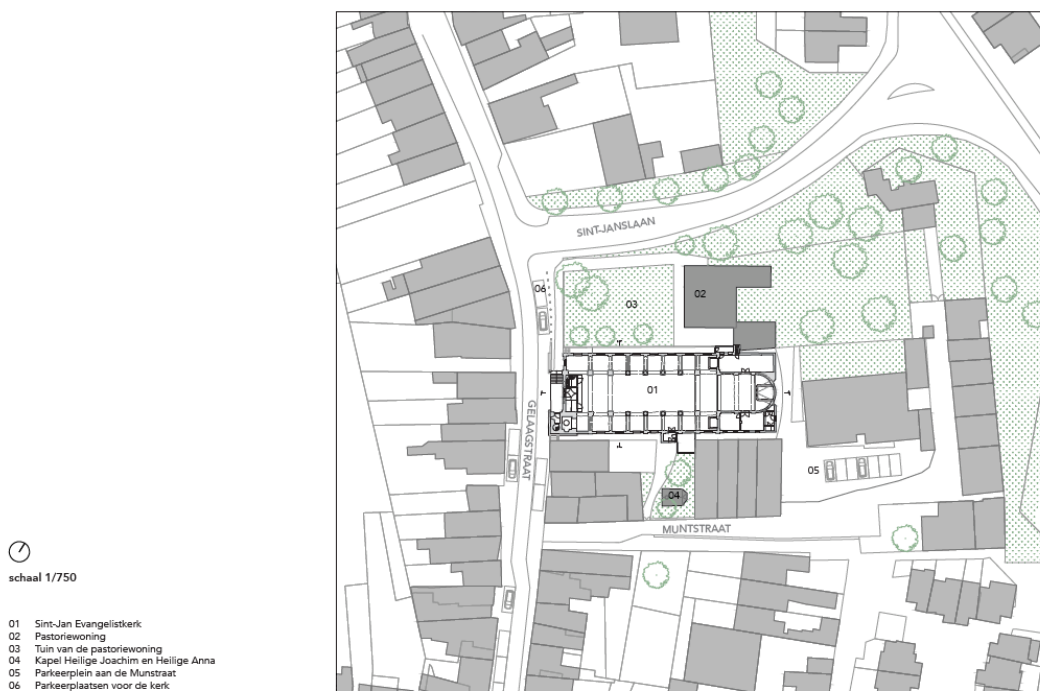 SINT-JANSLAAN
06
03
02
01
GELAAGSTRAAT
05
04
MUNTSTRAAT
schaal 1/750
01 Sint-Jan Evangelistkerk
02 Pastoriewoning
03 Tuin van de pastoriewoning
04 Kapel Heilige Joachim en Heilige Anna
05 Parkeerplein aan de Munstraat
06 Parkeerplaatsen voor de kerk